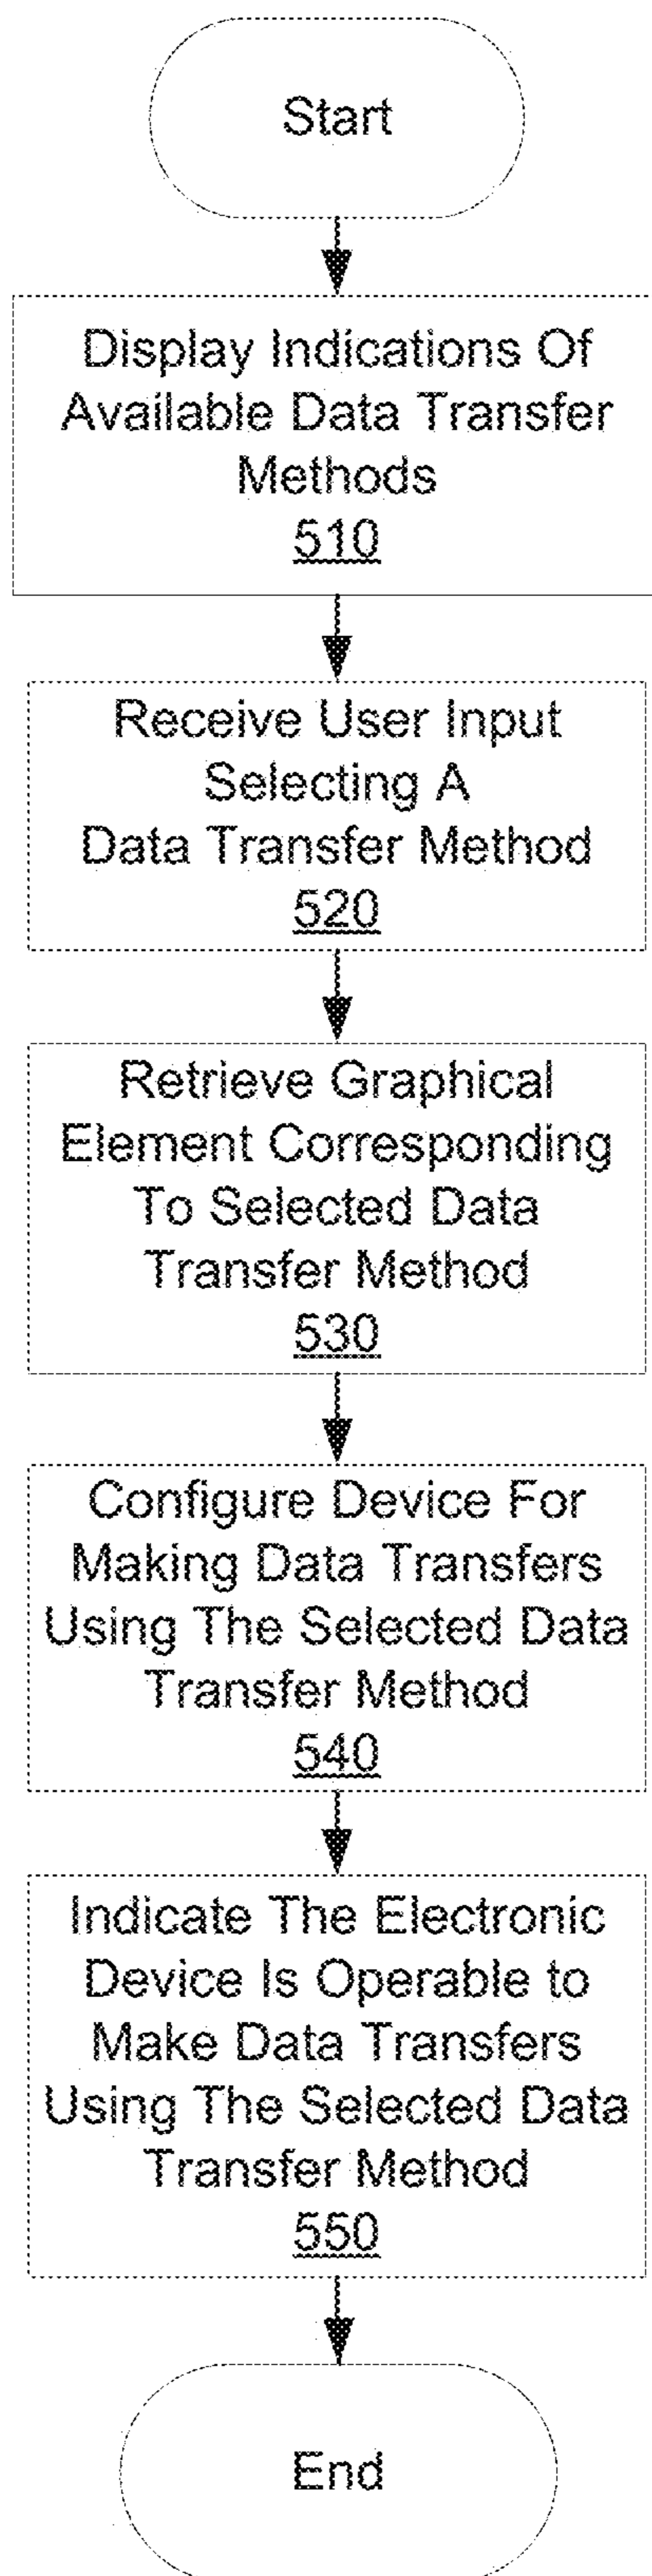 Start
Display Indications Of
Available Data Transfer
Methods
510
Receive User Input
Selecting A
Data Transfer Method
520
Retrieve Graphical
Element Corresponding
To Selected Data
Transfer Method
530
Configure Device For
Making Data Transfers
Using The Selected Data
Transfer Method
540
Indicate The Electronic
Device Is Operable to
Make Data Transfers
Using The Selected Data
Transfer Method
550
End